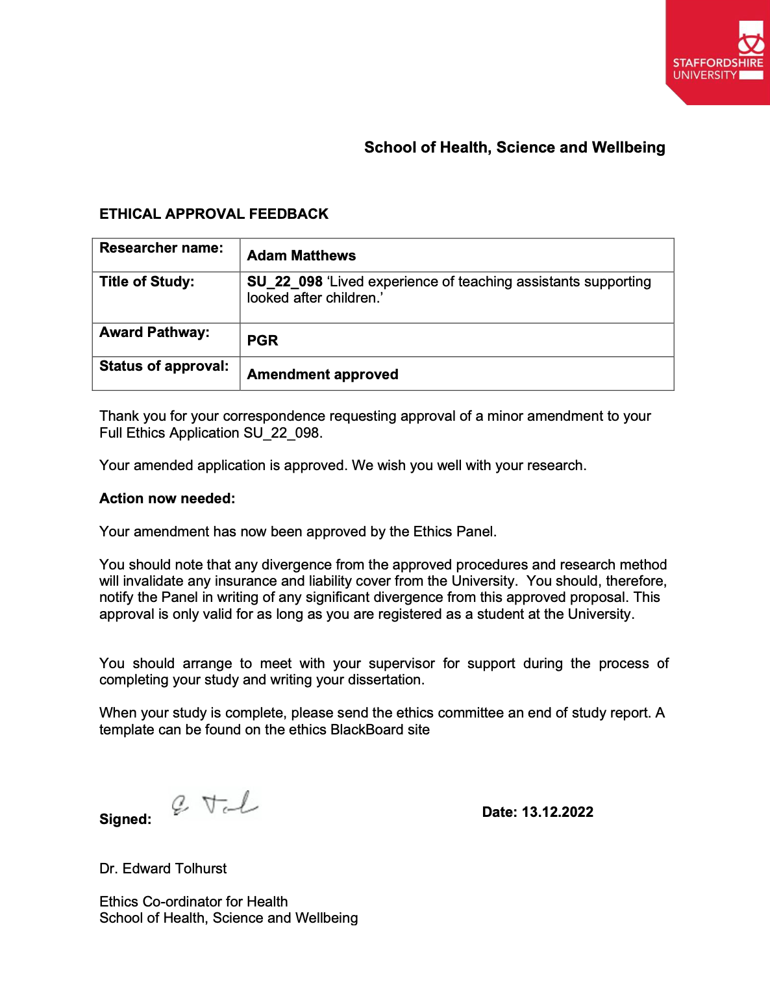 STAFFORDSHIRE
UNIVERSITY
School of Health, Science and Wellbeing
ETHICAL APPROVAL FEEDBACK
Researcher name:
Adam Matthews
Title of Study:
SU_22_098 ‘Lived experience of teaching assistants supporting
looked after children.’
Award Pathway:
PGR
Status of approval:
Amendment approved
Thank you for your correspondence requesting approval of a minor amendment to your
Full Ethics Application SU_22_098.
Your amended application is approved. We wish you well with your research.
Action now needed:
Your amendment has now been approved by the Ethics Panel.
You should note that any divergence from the approved procedures and research method
will invalidate any insurance and liability cover from the University.  You should, therefore,
notify the Panel in writing of any significant divergence from this approved proposal. This
approval is only valid for as long as you are registered as a student at the University.
You should arrange to meet with your supervisor for support during the process of
completing your study and writing your dissertation.
When your study is complete, please send the ethics committee an end of study report. A
template can be found on the ethics BlackBoard site
Signed:
Date: 13.12.2022
Dr. Edward Tolhurst
Ethics Co-ordinator for Health
School of Health, Science and Wellbeing